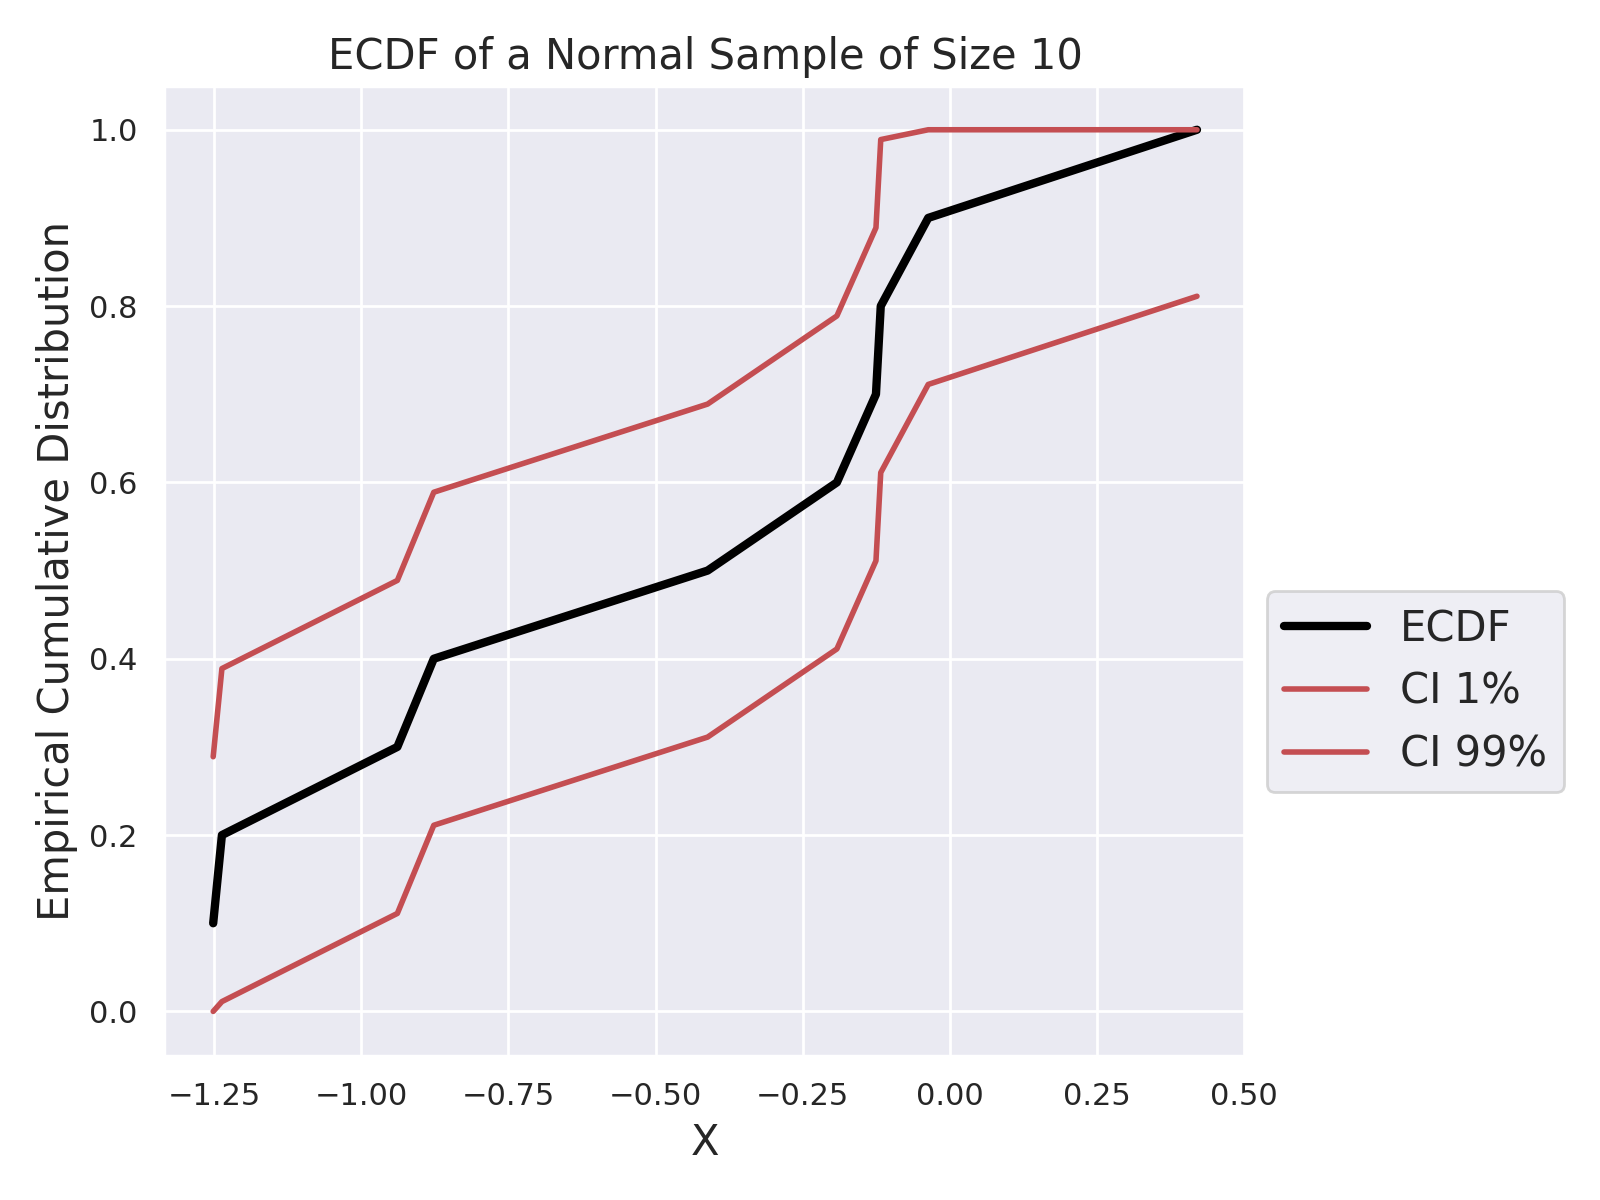 ECDF of a Normal Sample of Size 10
Empirical Cumulative Distribution
1.0
0.8
0.6
0.4
0.2
0.0
−1.25 −1.00 −0.75 −0.50 −0.25 0.00 0.25 0.50
X
ECDF
CI 1%
CI 99%